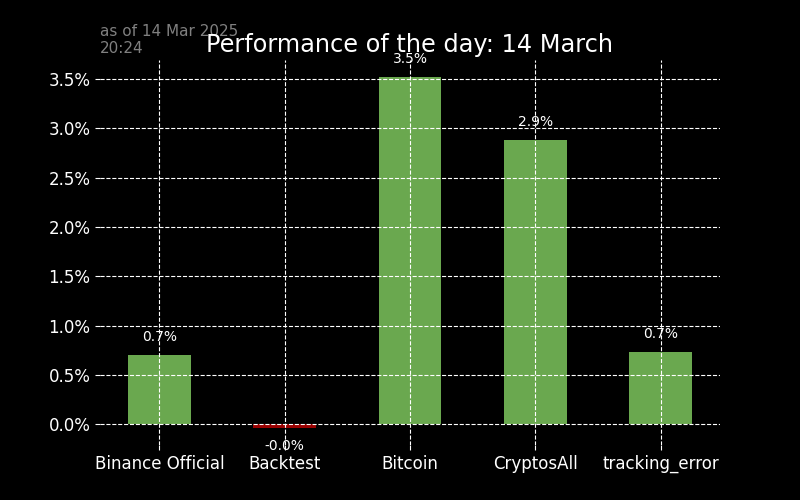 as of 14 Mar 2025
20:24
Performance of the day: 14 March
3.5%
3.0%
2.5%
2.0%
1.5%
1.0%
0.5%
0.0%
0.7%
-0.0%
3.5%
2.9%
0.7%
Binance Official
Backtest
Bitcoin
CryptosAll
tracking_error